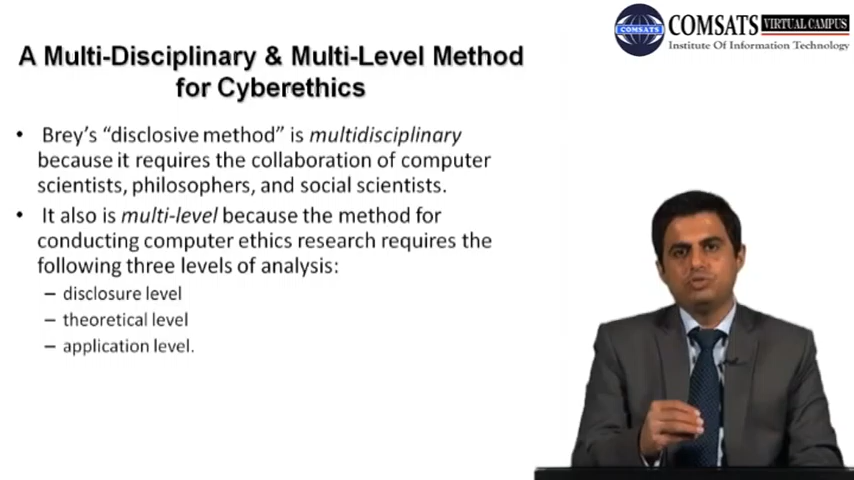 COMSATS VIRTUAL CAMPUS
Institute Of Information Technology
COMSATS
A Multi-Disciplinary & Multi-Level Method
for Cyberethics
• Brey's “disclosive method” is multidisciplinary
because it requires the collaboration of computer
scientists, philosophers, and social scientists.
• It also is multi-level because the method for
conducting computer ethics research requires the
following three levels of analysis:
– disclosure level
– theoretical level
– application level.